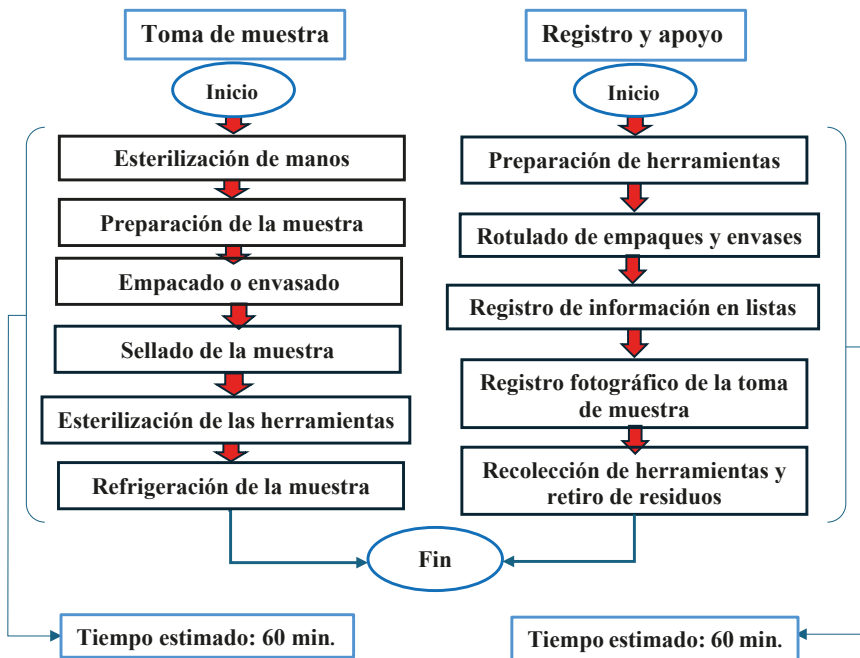 Toma de muestra
Inicio
Esterilización de manos
Preparación de la muestra
Empacado o envasado
Sellado de la muestra
Esterilización de las herramientas
Refrigeración de la muestra
Registro y apoyo
Inicio
Preparación de herramientas
Rotulado de empaques y envases
Registro de información en listas
Registro fotográfico de la toma
de muestra
Recolección de herramientas y
retiro de residuos
Fin
Tiempo estimado: 60 min.
Tiempo estimado: 60 min.